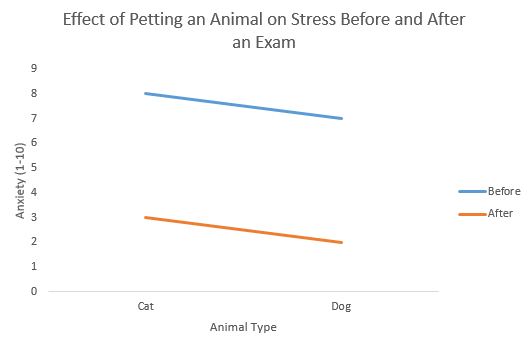 Effect of Petting an Animal on Stress Before and After
an Exam
9
8
7
6
5
4
3
2
1
0
Anxiety (1-10)
Cat
Dog
Animal Type
Before
After